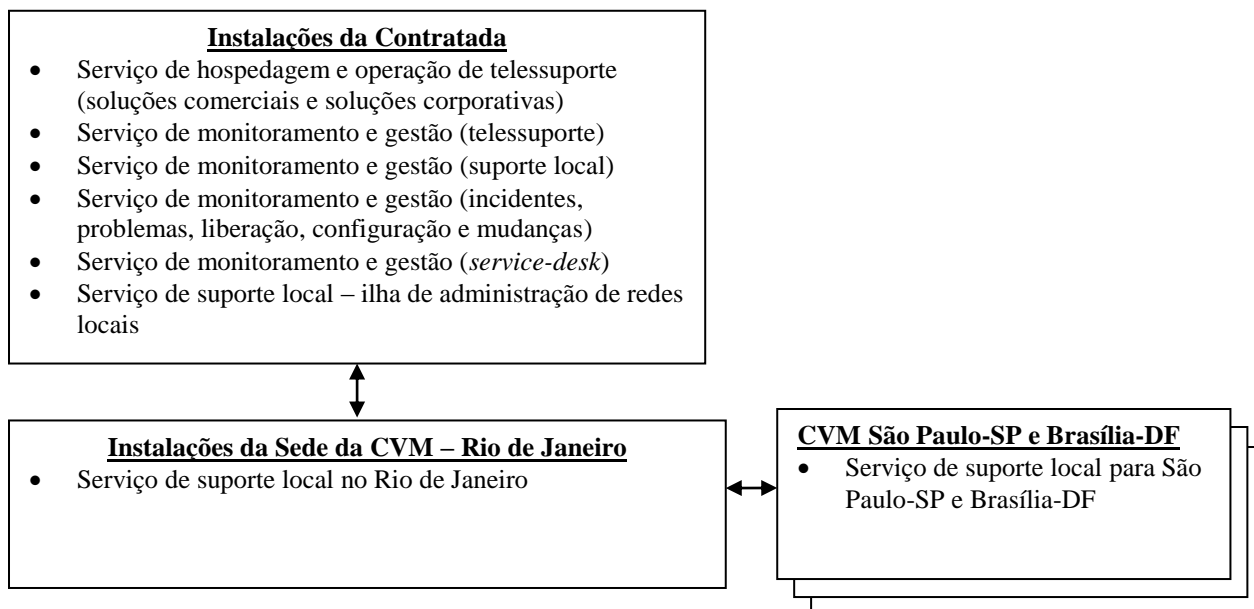 Instalações da Contratada
• Serviço de hospedagem e operação de telessuporte
(soluções comerciais e soluções corporativas)
• Serviço de monitoramento e gestão (telessuporte)
• Serviço de monitoramento e gestão (suporte local)
• Serviço de monitoramento e gestão (incidentes,
problemas, liberação, configuração e mudanças)
• Serviço de monitoramento e gestão (service-desk)
• Serviço de suporte local – ilha de administração de redes
locais
Instalações da Sede da CVM – Rio de Janeiro
• Serviço de suporte local no Rio de Janeiro
CVM São Paulo-SP e Brasília-DF
• Serviço de suporte local para São
Paulo-SP e Brasília-DF